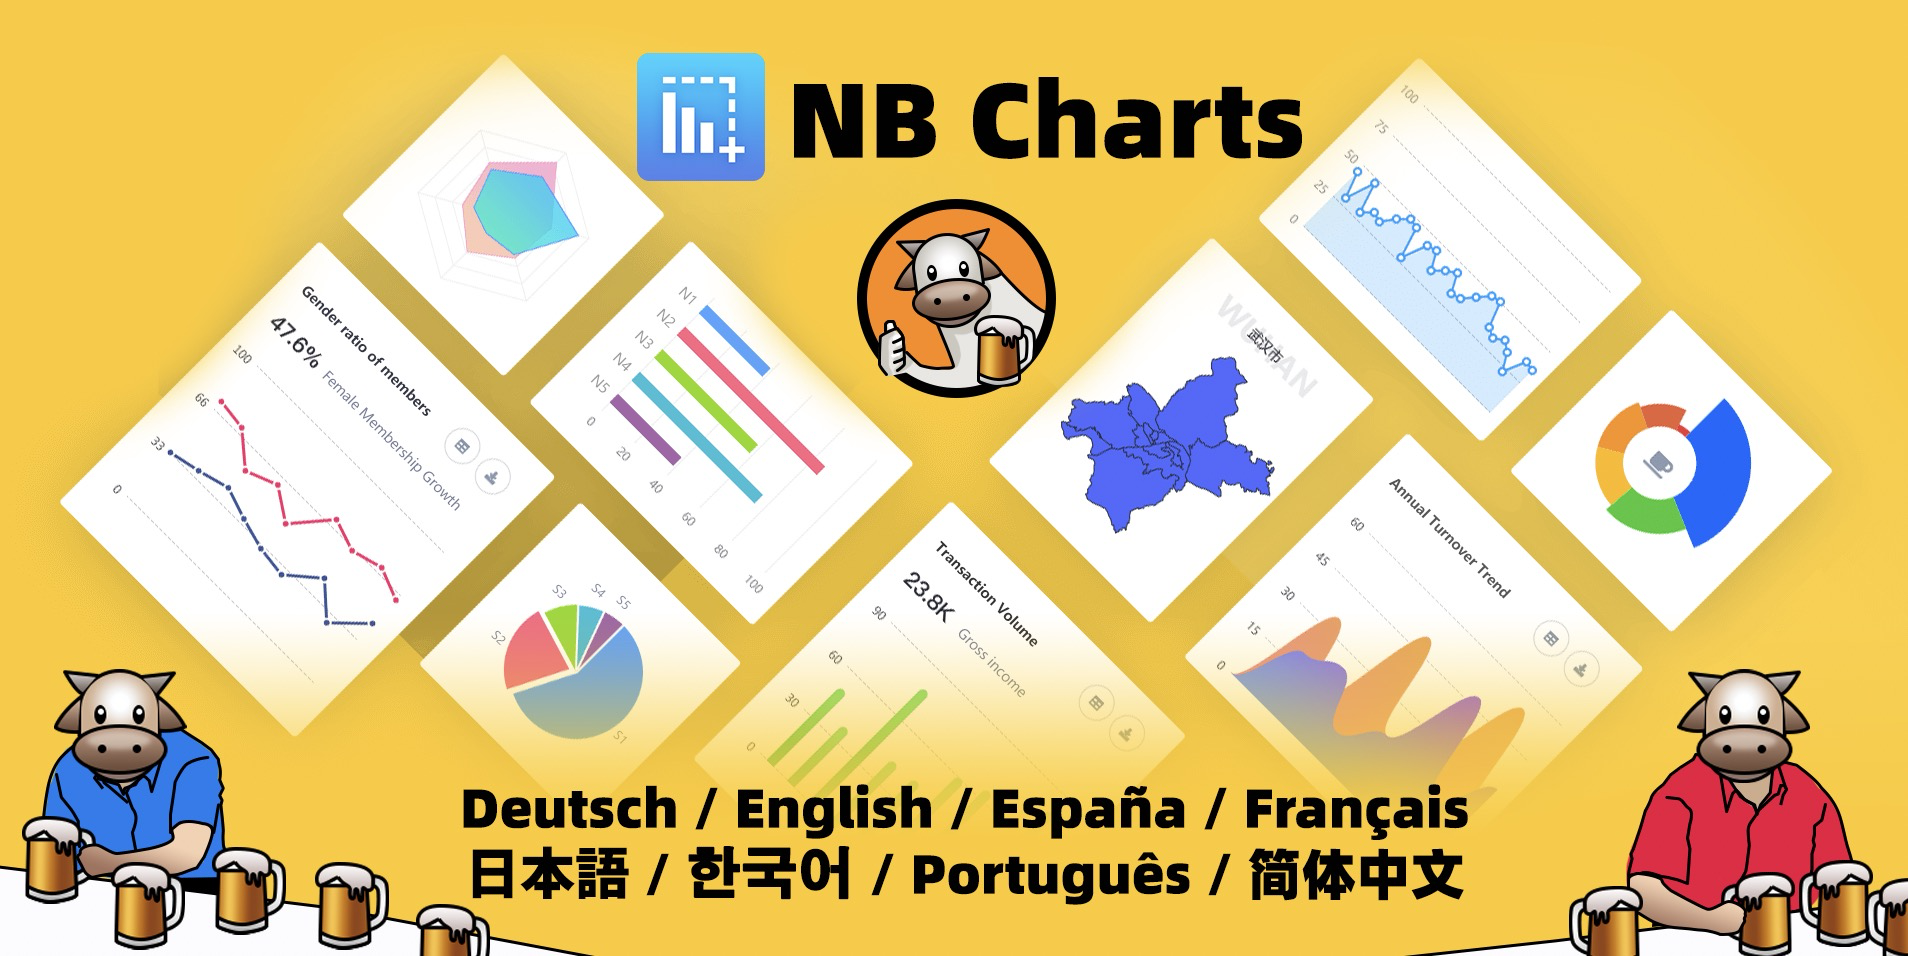 NB Charts
100
75
50
25
0
Gender ratio of members
47.6% Female Membership Growth
100
66
33
0
N1
N2
N3
N4
N5
0
20
40
60
80
100
WUHAN
武汉市
S3
S4
S5
S2
S1
Transaction Volume
23.8K Gross income
90
60
30
0
Annual Turnover Trend
60
45
30
15
0
Deutsch / English / España / Français
日本語 / 한국어 / Português / 简体中文